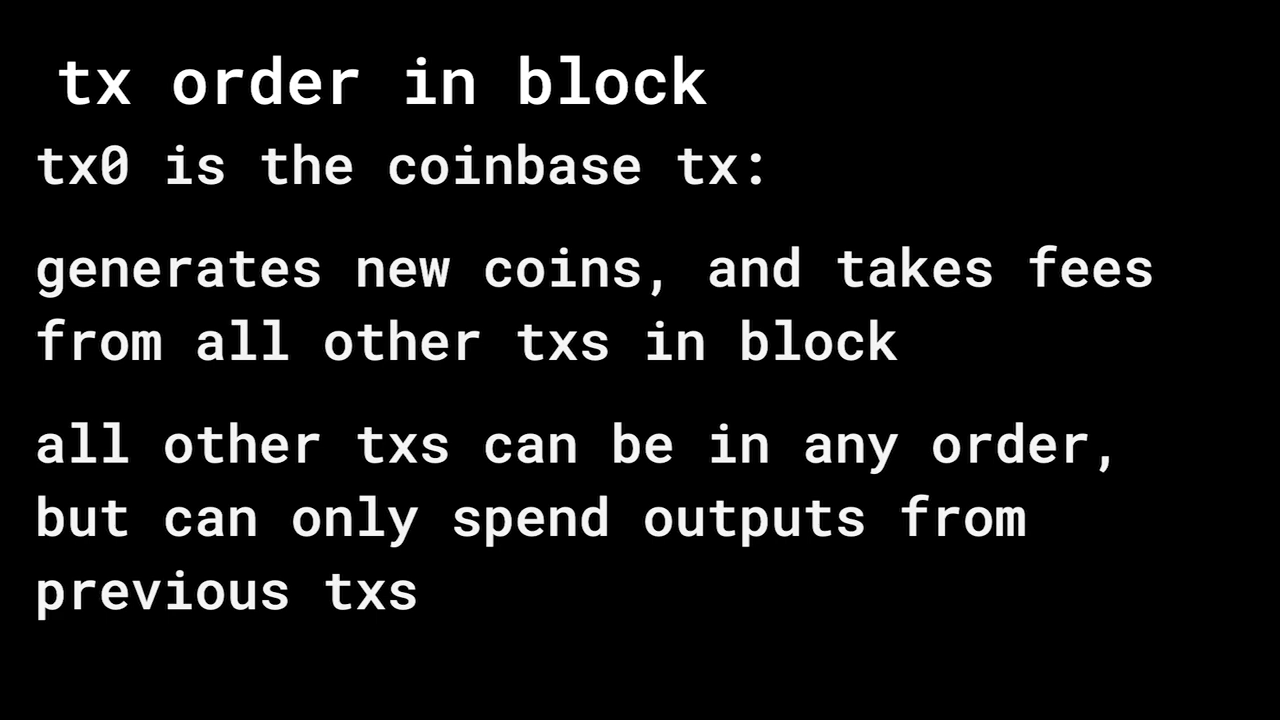 tx order in block
tx0 is the coinbase tx:
generates new coins, and takes fees
from all other txs in block
all other txs can be in any order,
but can only spend outputs from
previous txs